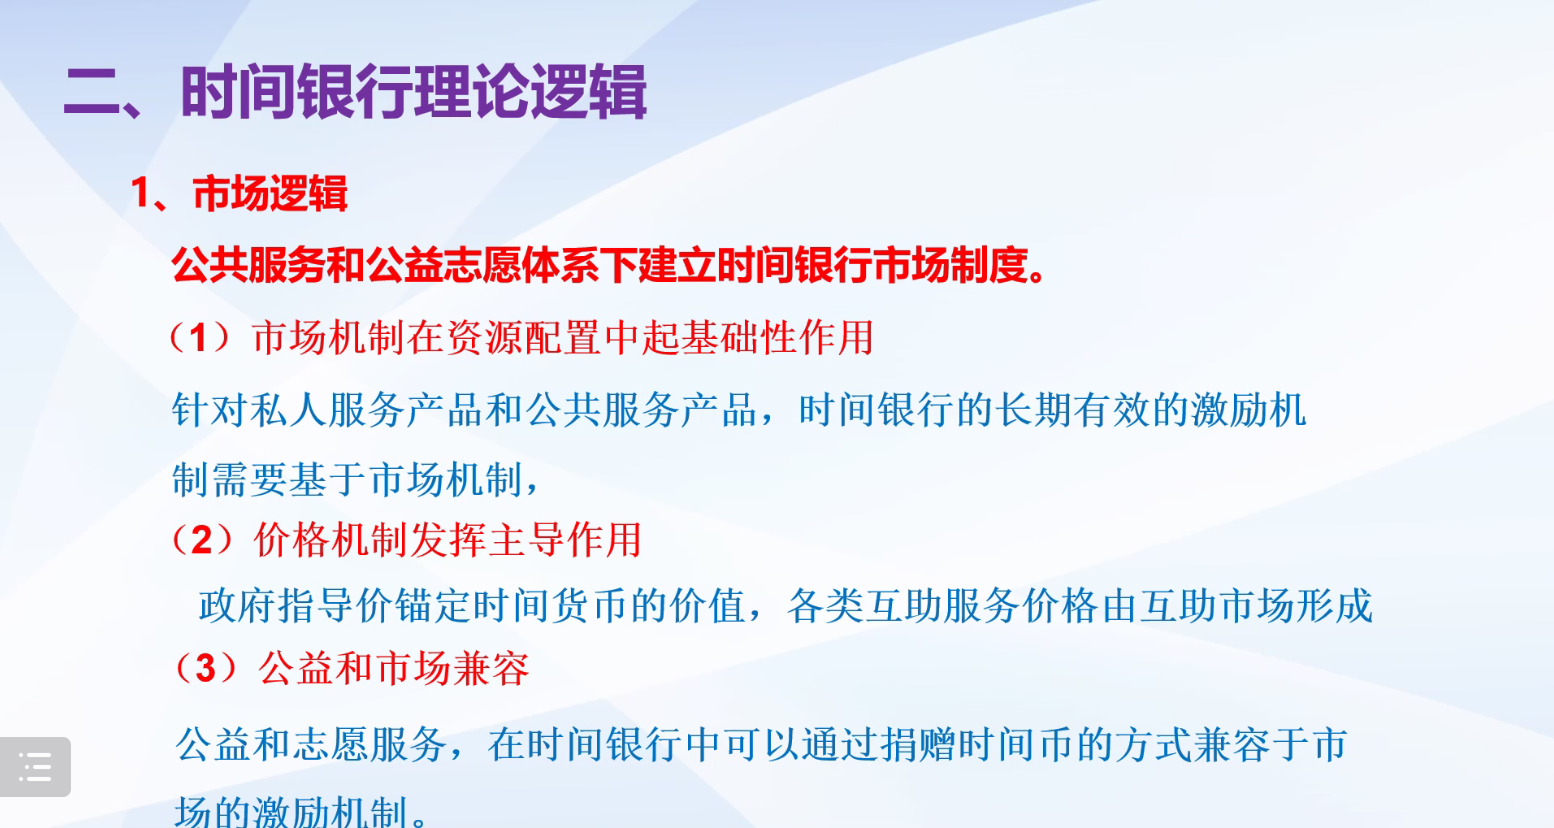 二、时间银行理论逻辑
1、市场逻辑
公共服务和公益志愿体系下建立时间银行市场制度。
（1）市场机制在资源配置中起基础性作用
针对私人服务产品和公共服务产品，时间银行的长期有效的激励机
制需要基于市场机制，
（2）价格机制发挥主导作用
政府指导价锚定时间货币的价值，各类互助服务价格由互助市场形成
（3）公益和市场兼容
公益和志愿服务，在时间银行中可以通过捐赠时间币的方式兼容于市
场的激励机制。